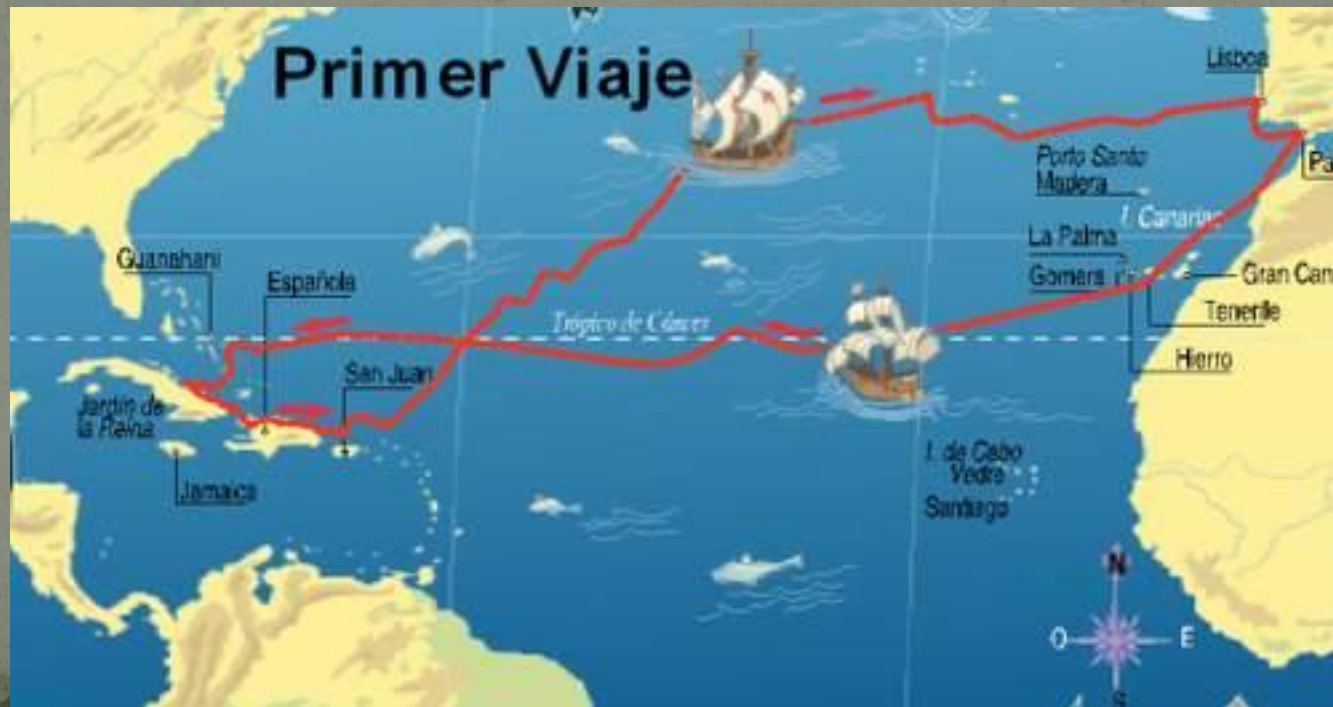 Primer Viaje
Lisboa
Porto Santo
Madera
Pa
I. Canarias
La Palma
Gomera
Gran Can
Tenerife
Hierro
Guanahani
Española
Trópico de Cáncer
San Juan
Jardín de
la Reina
Jamaica
I. de Cabo
Verde
Santiago
N
O
E
S